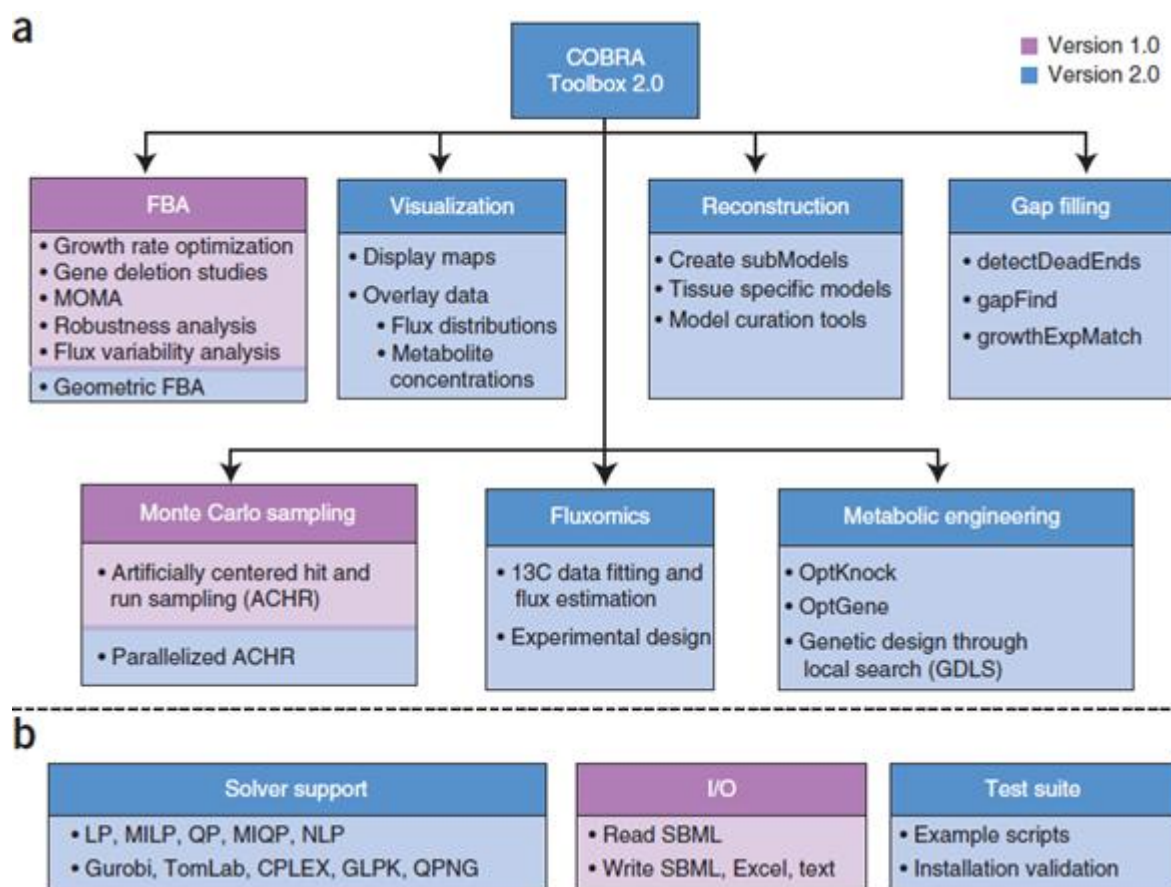 a
COBRA
Toolbox 2.0
Version 1.0
Version 2.0
FBA
• Growth rate optimization
• Gene deletion studies
• MOMA
• Robustness analysis
• Flux variability analysis
• Geometric FBA
Visualization
• Display maps
• Overlay data
• Flux distributions
• Metabolite
concentrations
Reconstruction
• Create subModels
• Tissue specific models
• Model curation tools
Gap filling
• detectDeadEnds
• gapFind
• growthExpMatch
Monte Carlo sampling
• Artificially centered hit and
run sampling (ACHR)
• Parallelized ACHR
Fluxomics
• 13C data fitting and
flux estimation
• Experimental design
Metabolic engineering
• OptKnock
• OptGene
• Genetic design through
local search (GDLS)
b
Solver support
• LP, MILP, QP, MIQP, NLP
• Gurobi, TomLab, CPLEX, GLPK, QPNG
I/O
• Read SBML
• Write SBML, Excel, text
Test suite
• Example scripts
• Installation validation